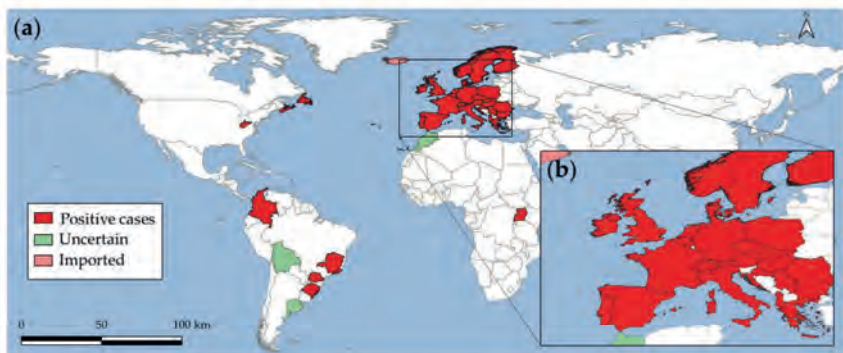 (a)
N
(b)
Positive cases
Uncertain
Imported
0 50 100 km